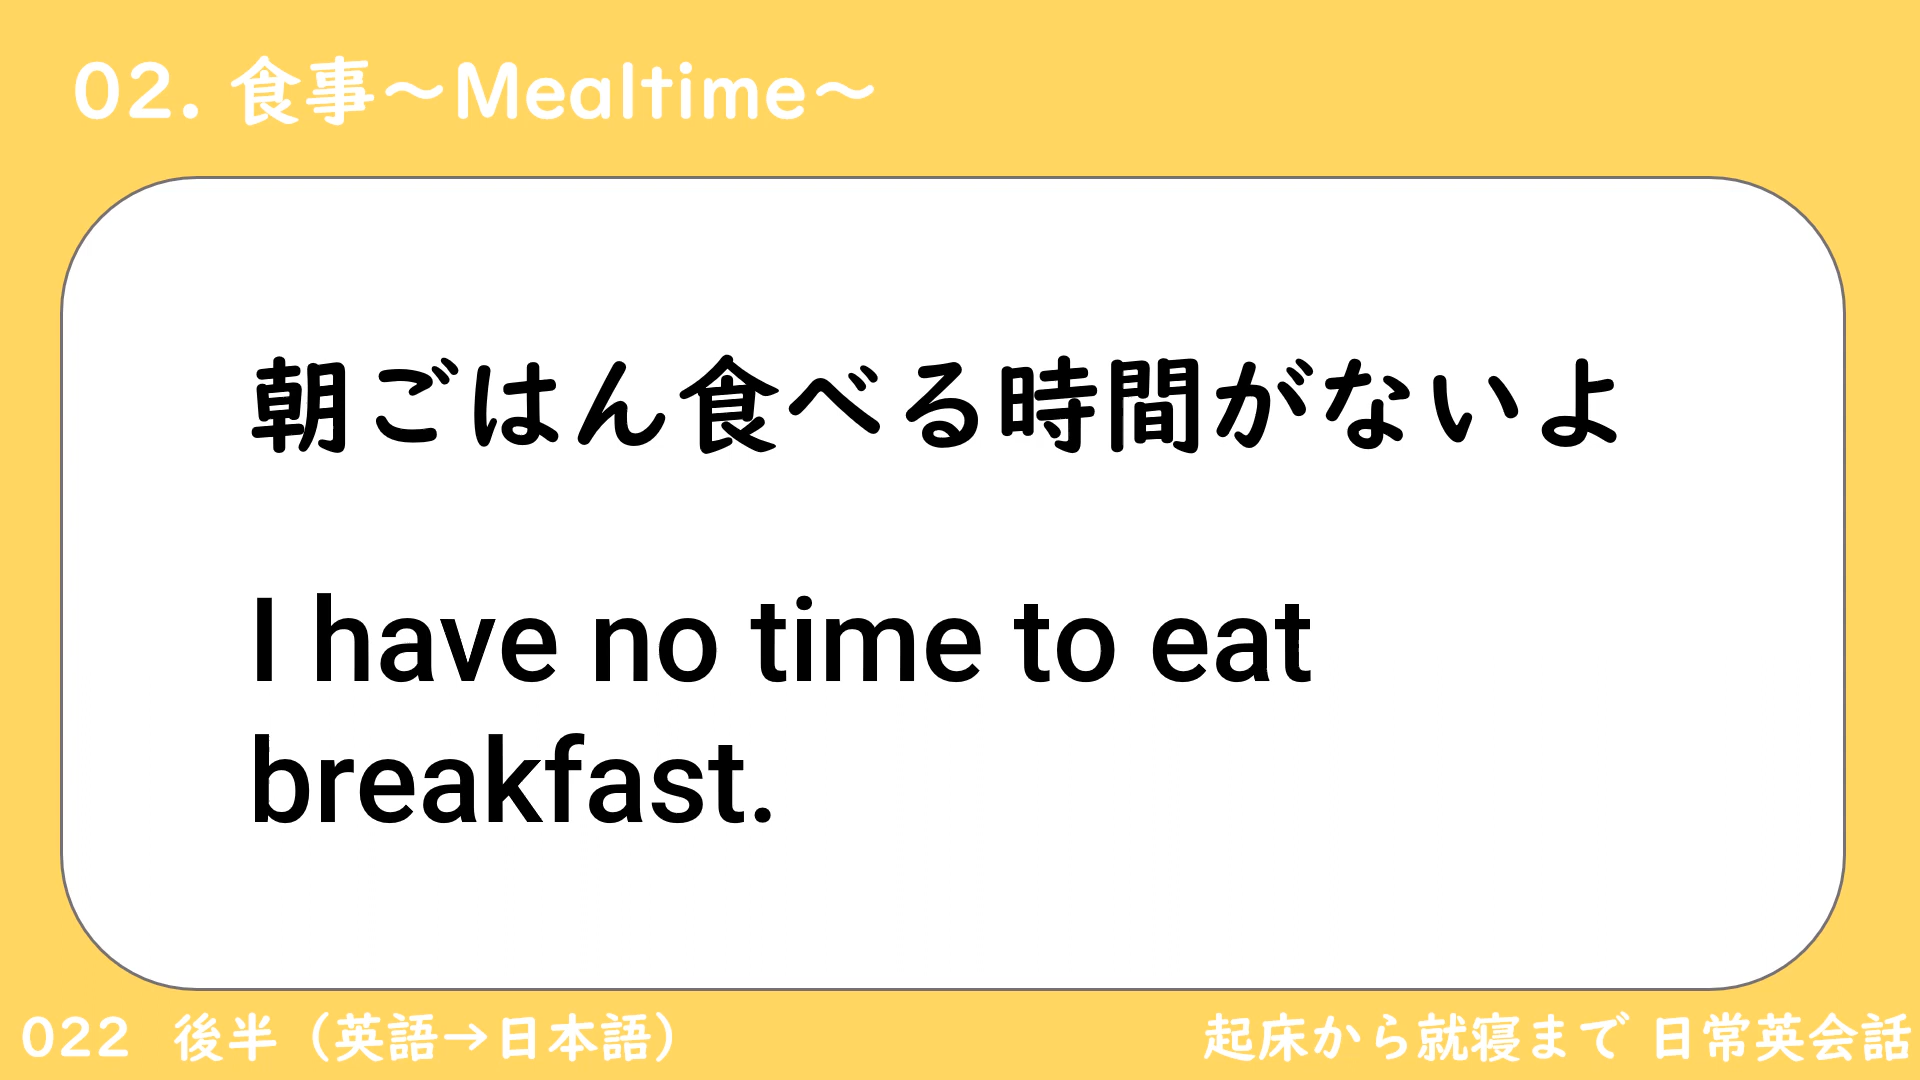 02. 食事〜Mealtime〜
朝ごはん食べる時間がないよ
I have no time to eat
breakfast.
022 後半（英語→日本語）
起床から就寝まで 日常英会話